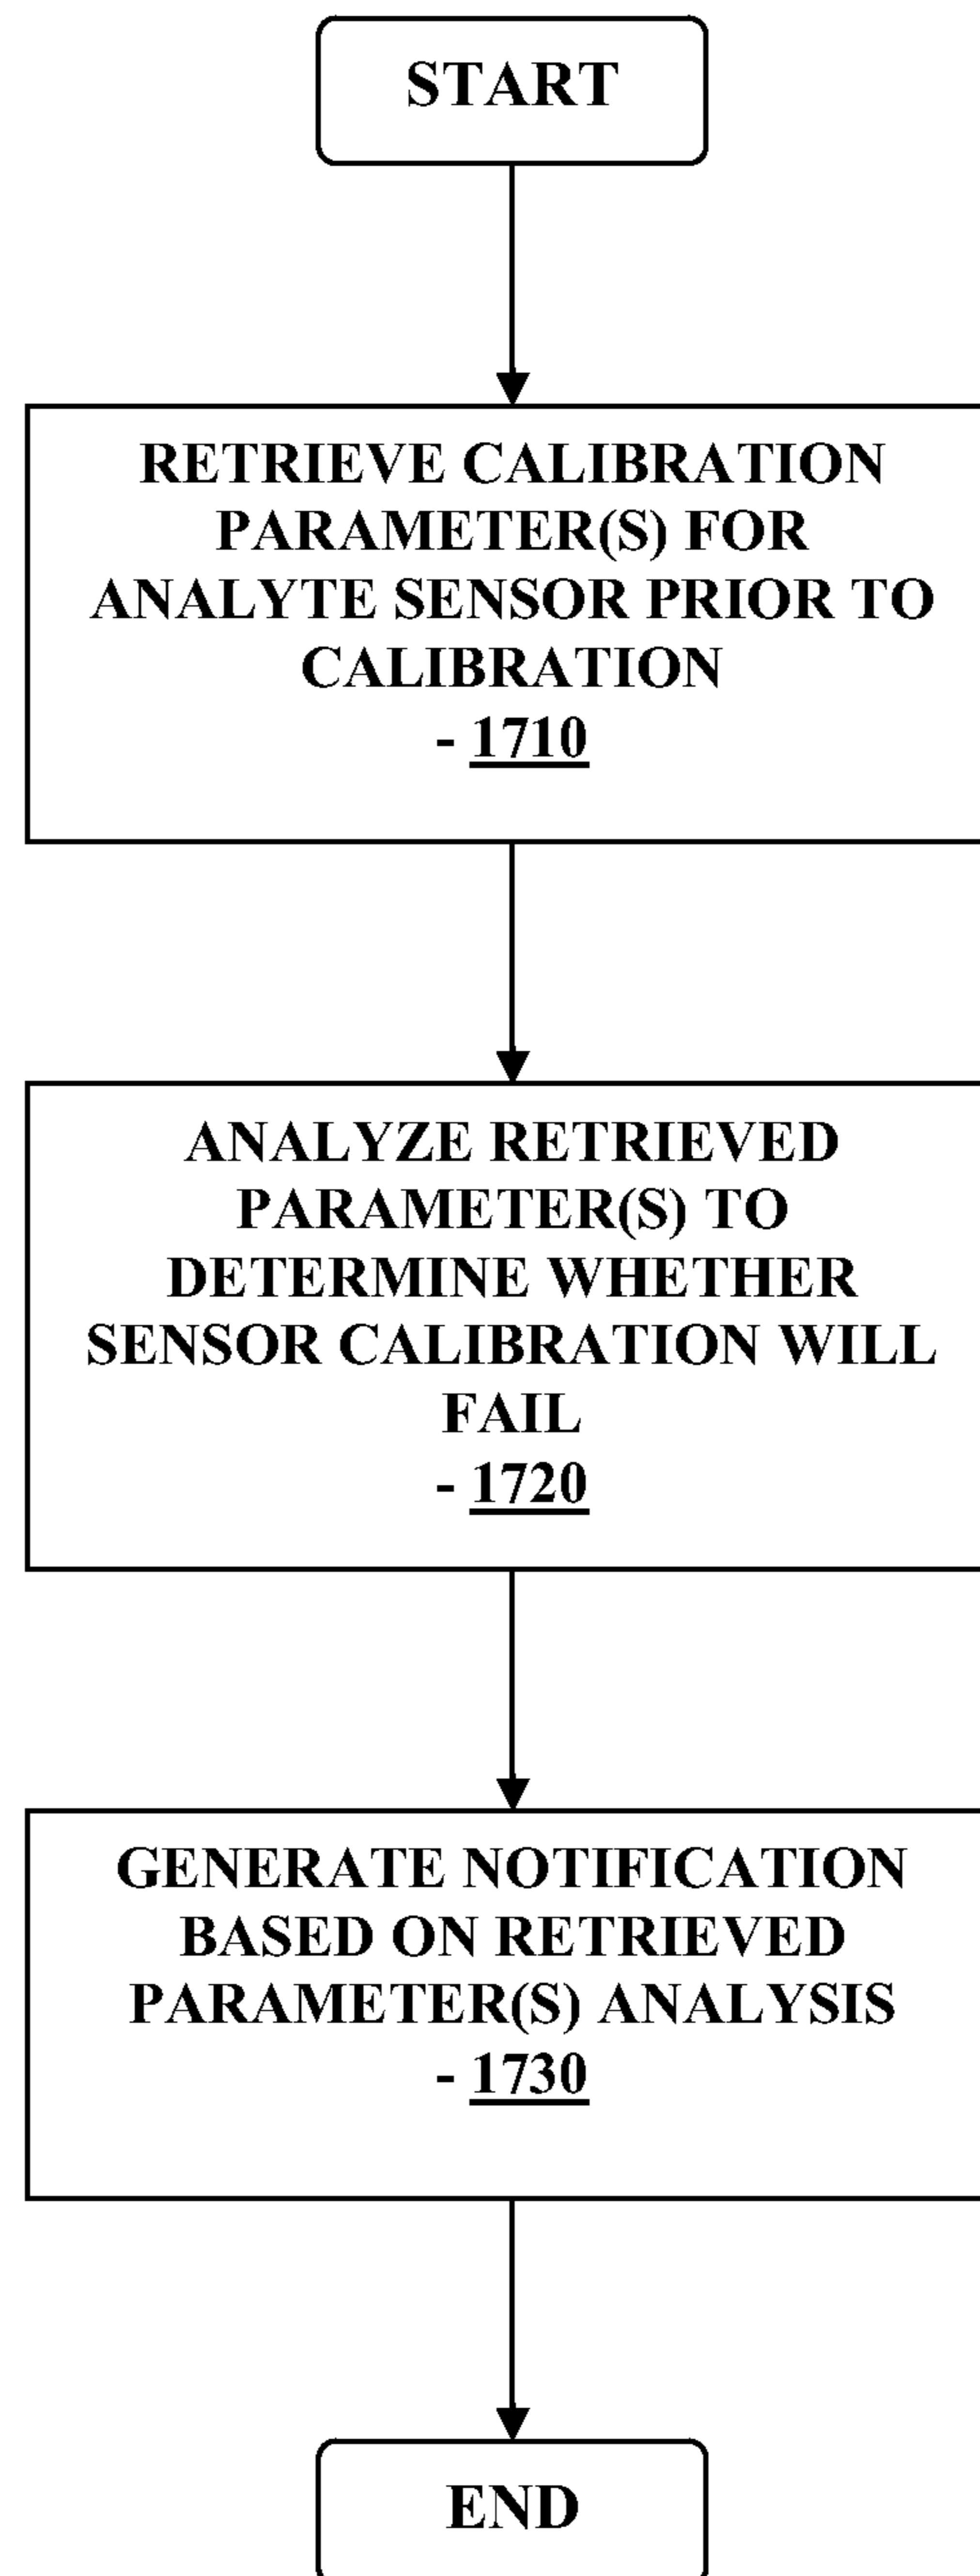 START
RETRIEVE CALIBRATION
PARAMETER(S) FOR
ANALYTE SENSOR PRIOR TO
CALIBRATION
- 1710
ANALYZE RETRIEVED
PARAMETER(S) TO
DETERMINE WHETHER
SENSOR CALIBRATION WILL
FAIL
- 1720
GENERATE NOTIFICATION
BASED ON RETRIEVED
PARAMETER(S) ANALYSIS
- 1730
END